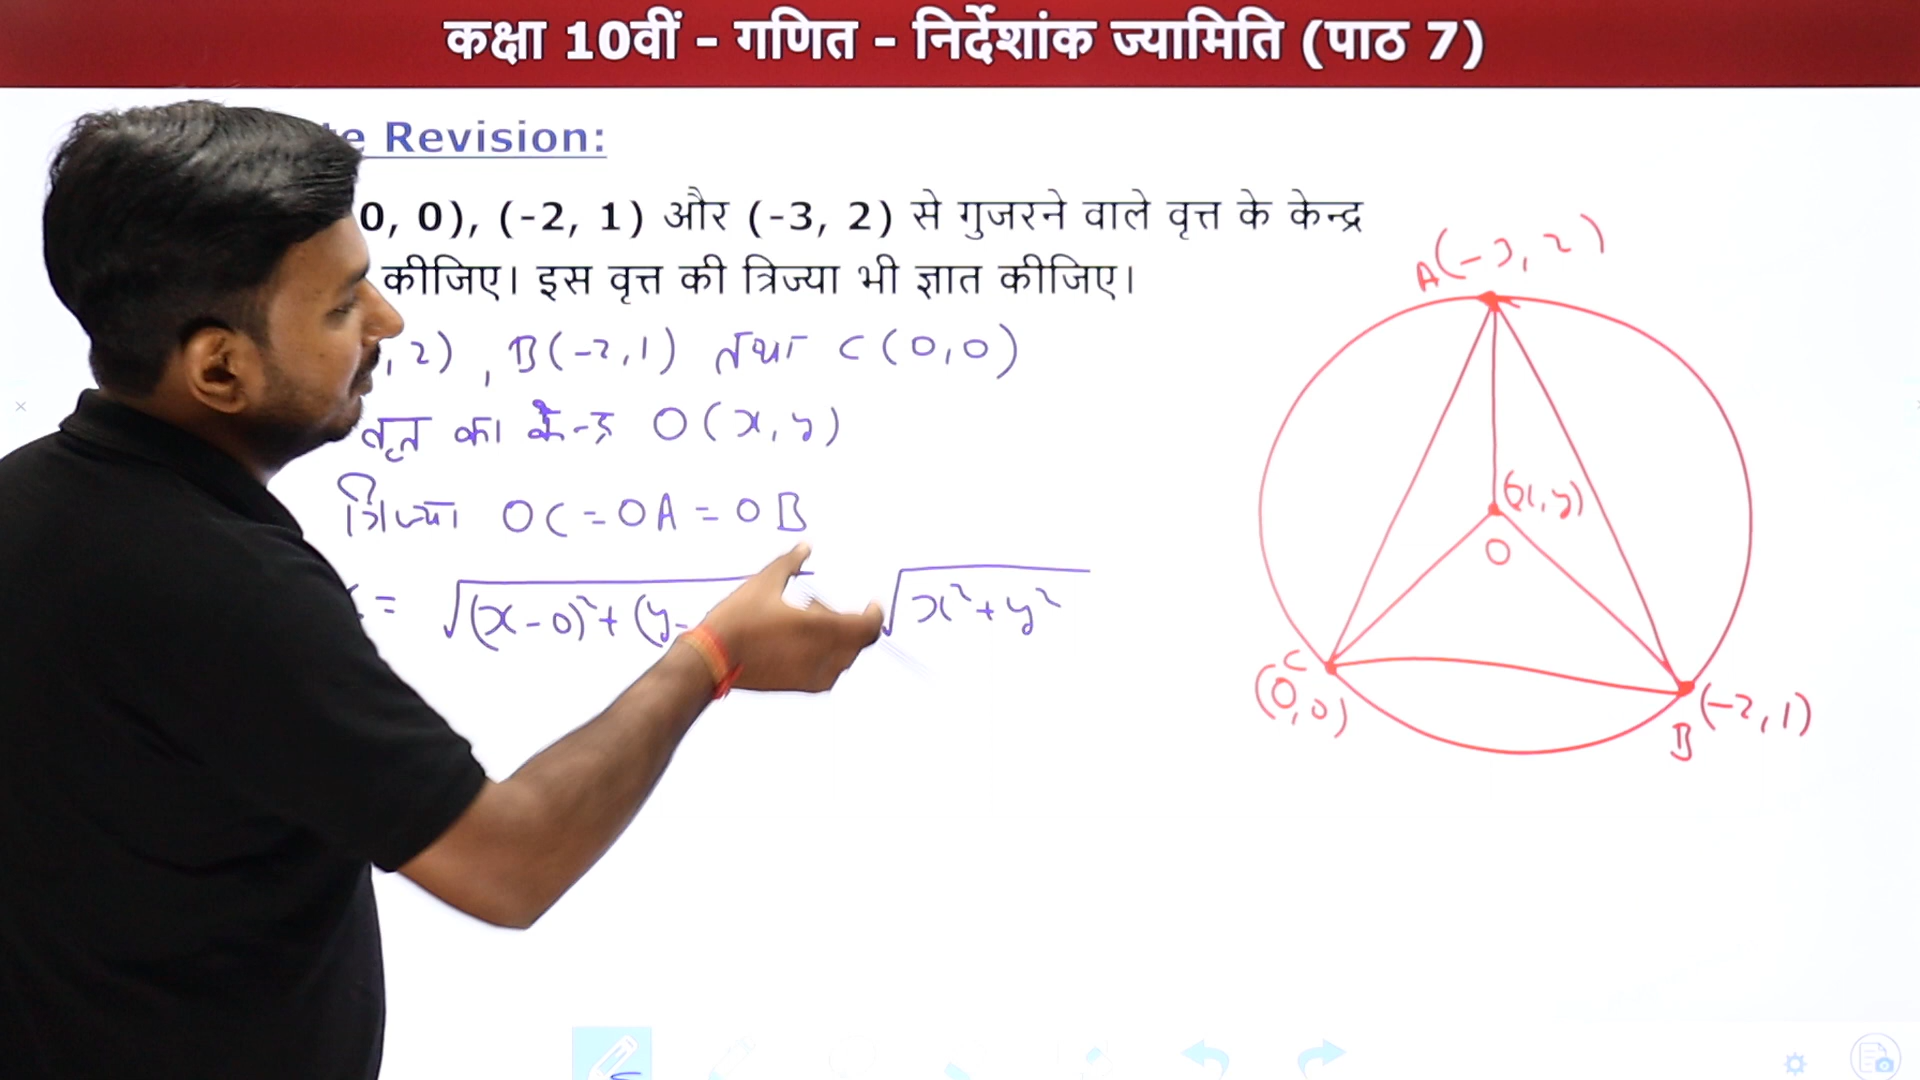 कक्षा 10वीं - गणित - निर्देशांक ज्यामिति (पाठ 7)
Revision:
0, 0), (-2, 1) और (-3, 2) से गुजरने वाले वृत्त के केन्द्र
कीजिए। इस वृत्त की त्रिज्या भी ज्ञात कीजिए।
, 2) , B(-2,1) तथा C(0,0)
वृत्त का केन्द्र O(x,y)
त्रिज्या OC = OA = OB
= √(x-0)²+(y- √x²+y²
A(-3,2)
(x,y)
O
C
(0,0)
B(-2,1)